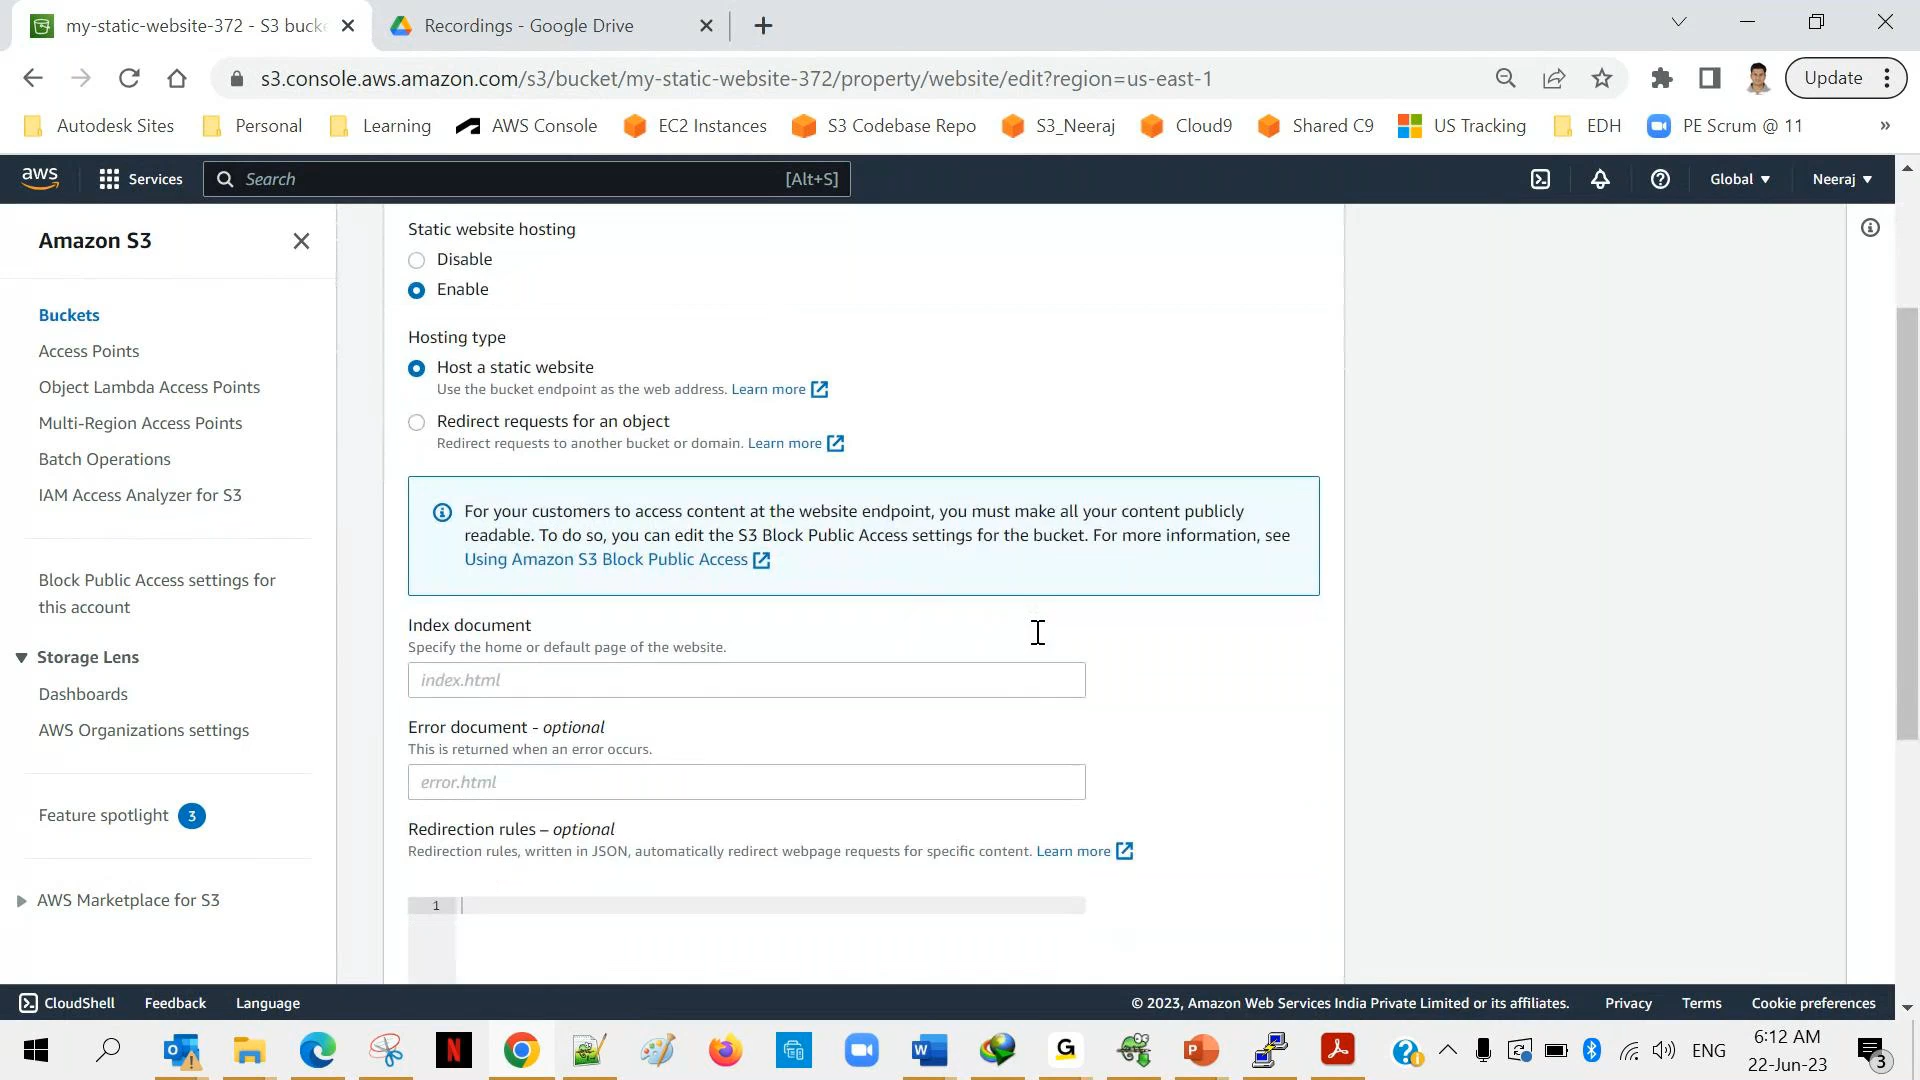 my-static-website-372 - S3 bucke
Recordings - Google Drive
s3.console.aws.amazon.com/s3/bucket/my-static-website-372/property/website/edit?region=us-east-1
Update
Autodesk Sites
Personal
Learning
AWS Console
EC2 Instances
S3 Codebase Repo
S3_Neeraj
Cloud9
Shared C9
US Tracking
EDH
PE Scrum @ 11
»
aws
Services
Search
[Alt+S]
Global
Neeraj
Amazon S3
Buckets
Access Points
Object Lambda Access Points
Multi-Region Access Points
Batch Operations
IAM Access Analyzer for S3
Block Public Access settings for
this account
Storage Lens
Dashboards
AWS Organizations settings
Feature spotlight 3
AWS Marketplace for S3
Static website hosting
Disable
Enable
Hosting type
Host a static website
Use the bucket endpoint as the web address. Learn more
Redirect requests for an object
Redirect requests to another bucket or domain. Learn more
For your customers to access content at the website endpoint, you must make all your content publicly
readable. To do so, you can edit the S3 Block Public Access settings for the bucket. For more information, see
Using Amazon S3 Block Public Access
Index document
Specify the home or default page of the website.
index.html
Error document - optional
This is returned when an error occurs.
error.html
Redirection rules – optional
Redirection rules, written in JSON, automatically redirect webpage requests for specific content. Learn more
1
CloudShell
Feedback
Language
© 2023, Amazon Web Services India Private Limited or its affiliates.
Privacy
Terms
Cookie preferences
ENG
6:12 AM
22-Jun-23
3